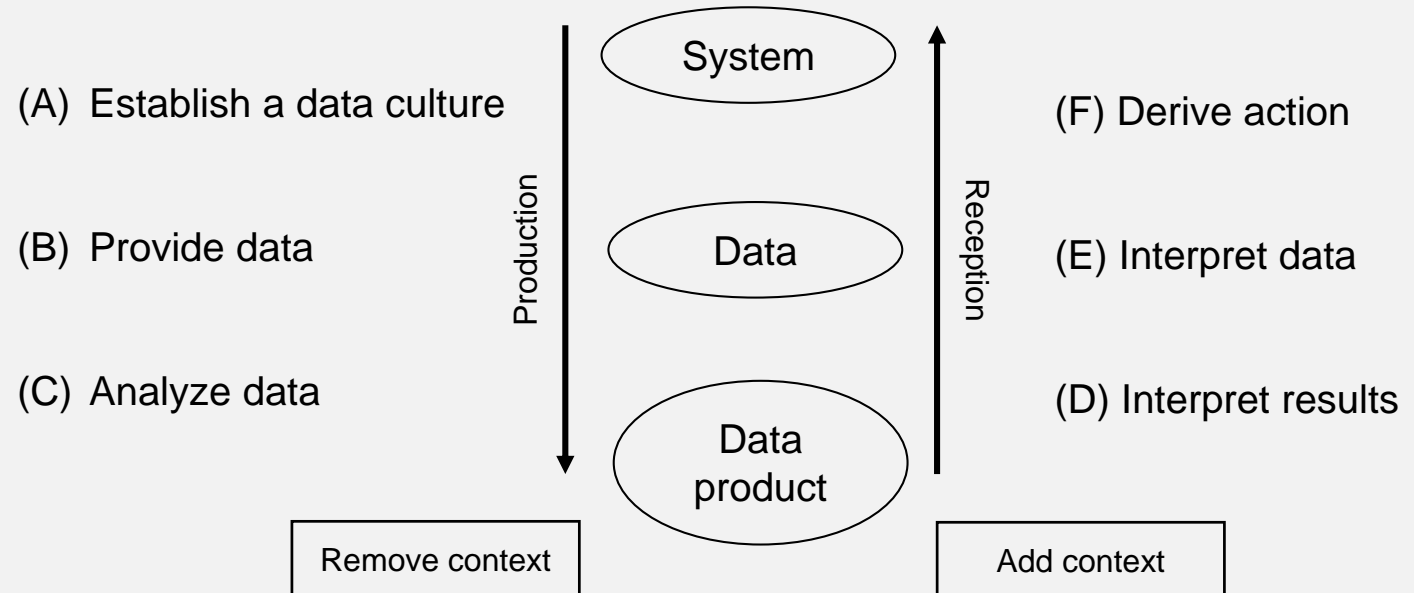 System
(A) Establish a data culture
(F) Derive action
Production
Reception
(B) Provide data
Data
(E) Interpret data
(C) Analyze data
(D) Interpret results
Data
product
Remove context
Add context